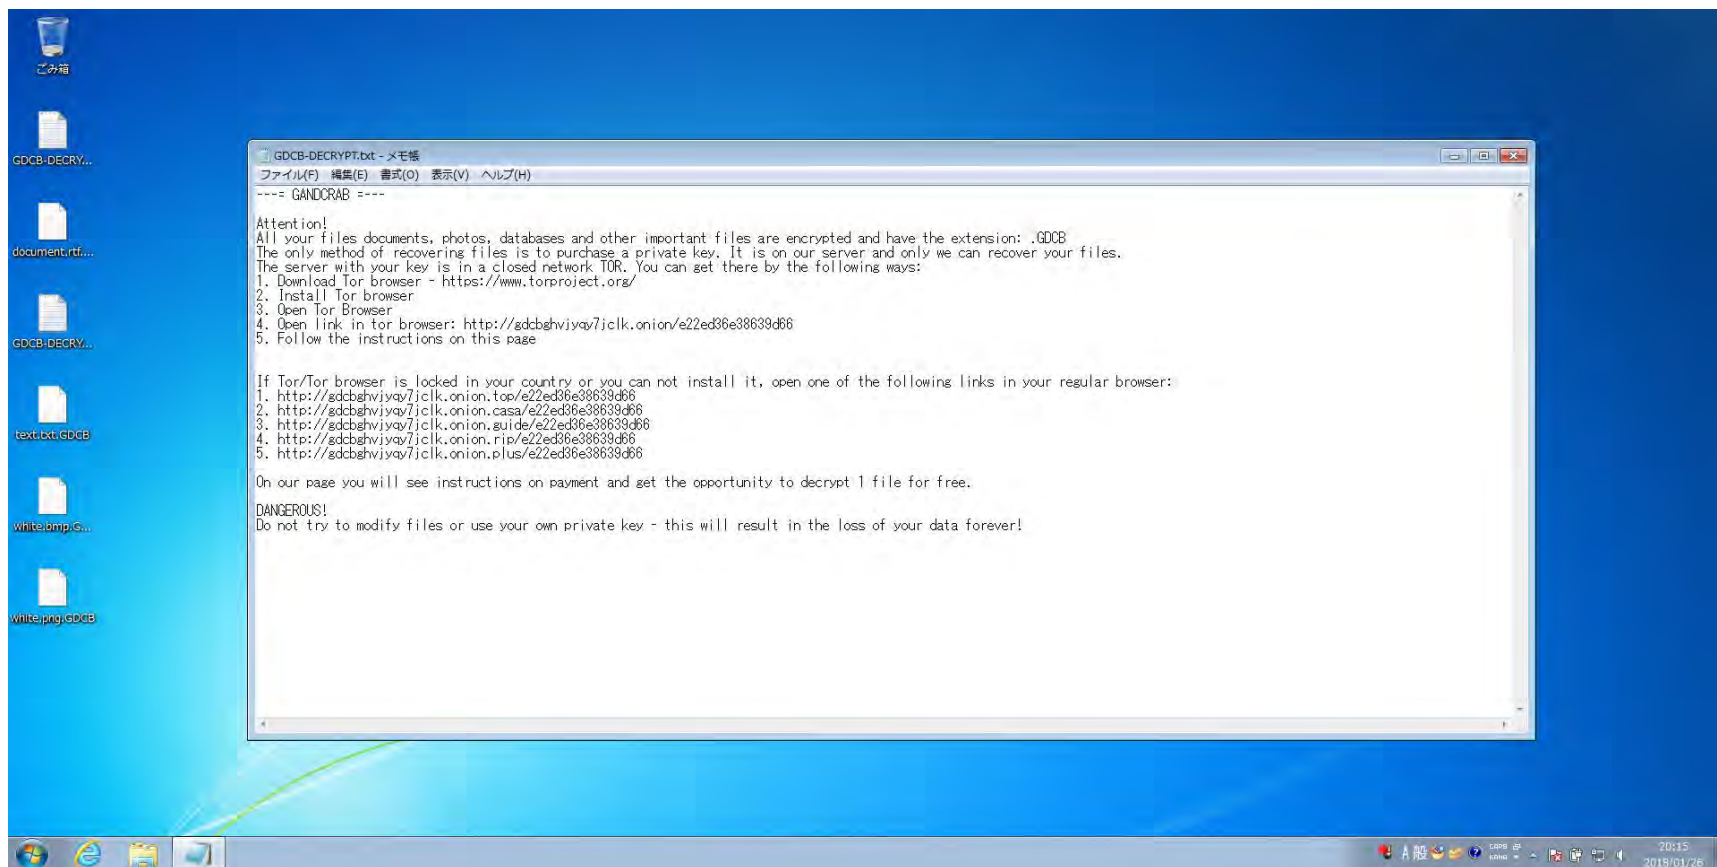 ごみ箱
GDCB-DECRY...
document.rtf....
GDCB-DECRY...
text.txt.GDCB
white.bmp.G...
white.png.GDCB
GDCB-DECRYPT.txt - メモ帳
ファイル(F) 編集(E) 書式(O) 表示(V) ヘルプ(H)
---= GANDCRAB =---
Attention!
All your files documents, photos, databases and other important files are encrypted and have the extension: .GDCB
The only method of recovering files is to purchase a private key. It is on our server and only we can recover your files.
The server with your key is in a closed network TOR. You can get there by the following ways:
1. Download Tor browser - https://www.torproject.org/
2. Install Tor browser
3. Open Tor Browser
4. Open link in tor browser: http://gdcbghvjyqy7jclk.onion/e22ed36e38639d66
5. Follow the instructions on this page
If Tor/Tor browser is locked in your country or you can not install it, open one of the following links in your regular browser:
1. http://gdcbghvjyqy7jclk.onion.top/e22ed36e38639d66
2. http://gdcbghvjyqy7jclk.onion.casa/e22ed36e38639d66
3. http://gdcbghvjyqy7jclk.onion.guide/e22ed36e38639d66
4. http://gdcbghvjyqy7jclk.onion.rip/e22ed36e38639d66
5. http://gdcbghvjyqy7jclk.onion.plus/e22ed36e38639d66
On our page you will see instructions on payment and get the opportunity to decrypt 1 file for free.
DANGEROUS!
Do not try to modify files or use your own private key - this will result in the loss of your data forever!
A 般
CAPS
KANA
20:15
2018/01/26